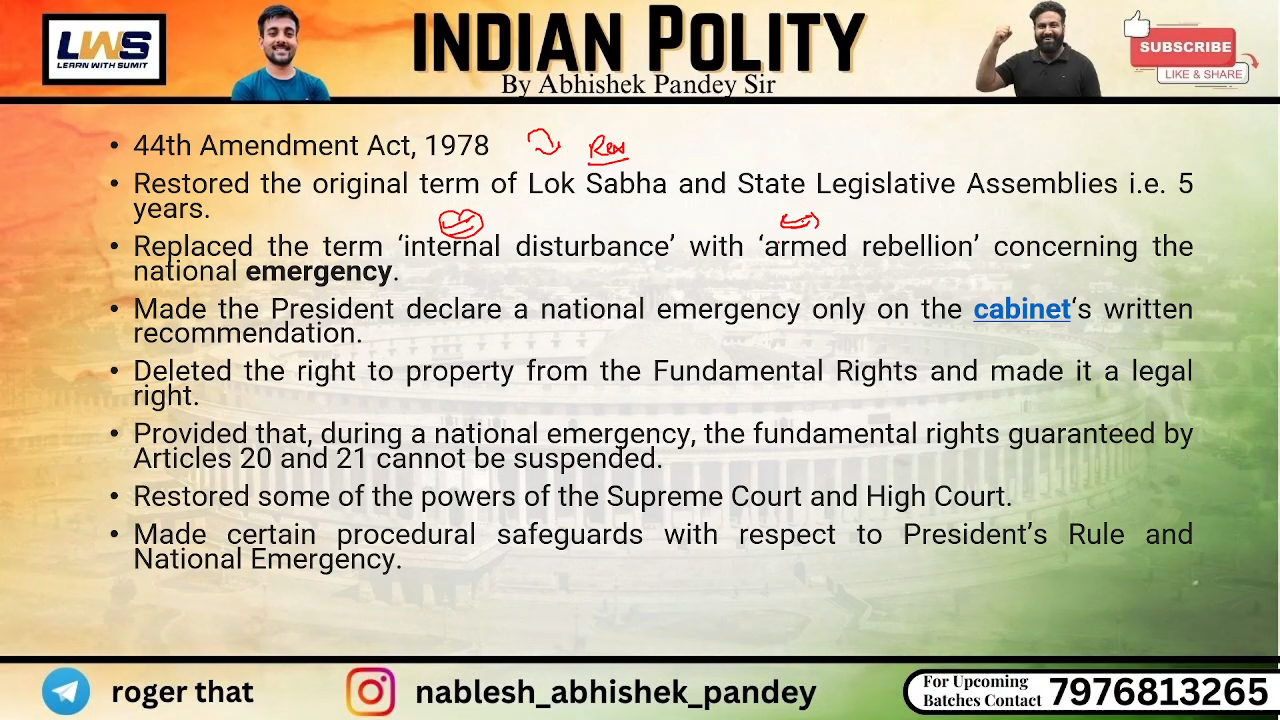 LWS
LEARN WITH SUMIT
INDIAN POLITY
By Abhishek Pandey Sir
SUBSCRIBE
LIKE & SHARE
• 44th Amendment Act, 1978
• Restored the original term of Lok Sabha and State Legislative Assemblies i.e. 5
years.
• Replaced the term ‘internal disturbance’ with ‘armed rebellion’ concerning the
national emergency.
• Made the President declare a national emergency only on the cabinet‘s written
recommendation.
• Deleted the right to property from the Fundamental Rights and made it a legal
right.
• Provided that, during a national emergency, the fundamental rights guaranteed by
Articles 20 and 21 cannot be suspended.
• Restored some of the powers of the Supreme Court and High Court.
• Made certain procedural safeguards with respect to President’s Rule and
National Emergency.
roger that
nablesh_abhishek_pandey
For Upcoming
Batches Contact 7976813265